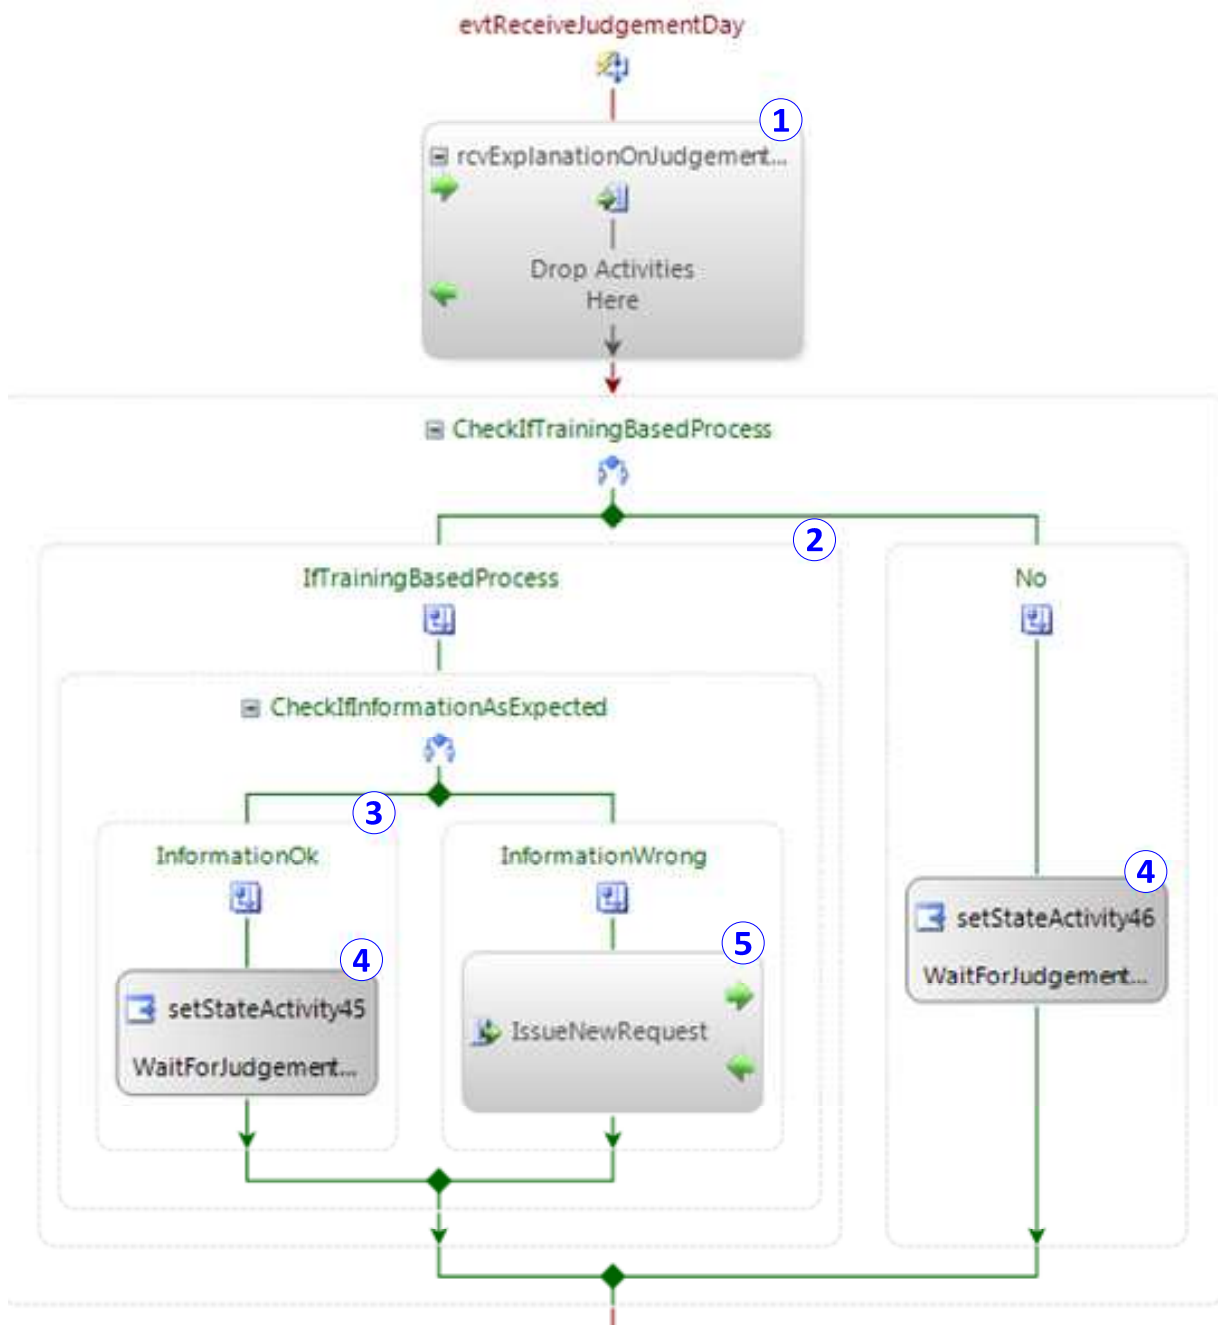 evtReceiveJudgementDay
1
rcvExplanationOnJudgement...
Drop Activities
Here
CheckIfTrainingBasedProcess
2
IfTrainingBasedProcess
No
CheckIfInformationAsExpected
3
InformationOk
InformationWrong
4
setStateActivity46
WaitForJudgement...
5
4
setStateActivity45
WaitForJudgement...
IssueNewRequest